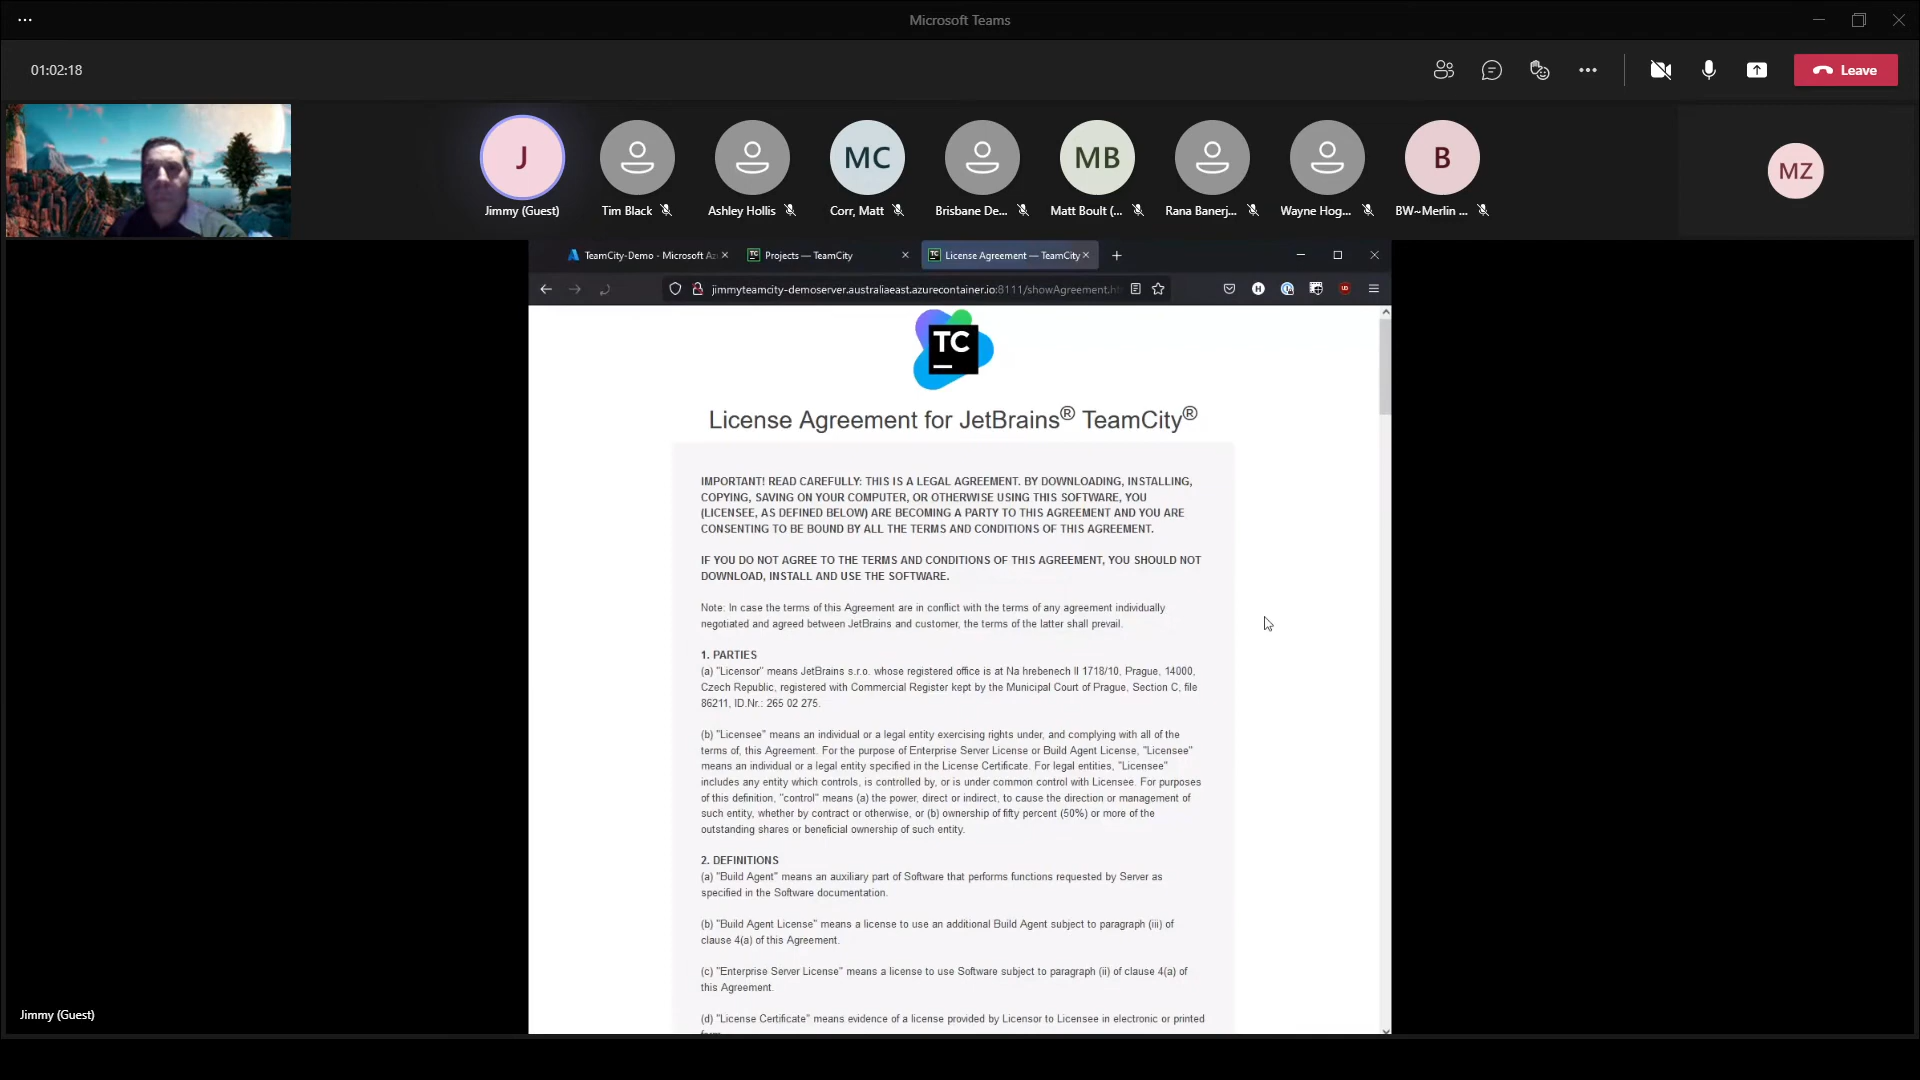 Microsoft Teams
01:02:18
Leave
J
MC
MB
B
MZ
Jimmy (Guest)
Tim Black
Ashley Hollis
Corr, Matt
Brisbane De...
Matt Boult (...
Rana Banerj...
Wayne Hog...
BW~Merlin ...
TeamCity-Demo - Microsoft Az
TC Projects — TeamCity
TC License Agreement — TeamCity
jimmyteamcity-demoserver.australiaeast.azurecontainer.io:8111/showAgreement.h
TC
License Agreement for JetBrains® TeamCity®
IMPORTANT! READ CAREFULLY: THIS IS A LEGAL AGREEMENT. BY DOWNLOADING, INSTALLING,
COPYING, SAVING ON YOUR COMPUTER, OR OTHERWISE USING THIS SOFTWARE, YOU
(LICENSEE, AS DEFINED BELOW) ARE BECOMING A PARTY TO THIS AGREEMENT AND YOU ARE
CONSENTING TO BE BOUND BY ALL THE TERMS AND CONDITIONS OF THIS AGREEMENT.
IF YOU DO NOT AGREE TO THE TERMS AND CONDITIONS OF THIS AGREEMENT, YOU SHOULD NOT
DOWNLOAD, INSTALL AND USE THE SOFTWARE.
Note: In case the terms of this Agreement are in conflict with the terms of any agreement individually
negotiated and agreed between JetBrains and customer, the terms of the latter shall prevail.
1. PARTIES
(a) "Licensor" means JetBrains s.r.o. whose registered office is at Na hrebenech II 1718/10, Prague, 14000,
Czech Republic, registered with Commercial Register kept by the Municipal Court of Prague, Section C, file
86211, ID.Nr.: 265 02 275.
(b) "Licensee" means an individual or a legal entity exercising rights under, and complying with all of the
terms of, this Agreement. For the purpose of Enterprise Server License or Build Agent License, "Licensee"
means an individual or a legal entity specified in the License Certificate. For legal entities, "Licensee"
includes any entity which controls, is controlled by, or is under common control with Licensee. For purposes
of this definition, "control" means (a) the power, direct or indirect, to cause the direction or management of
such entity, whether by contract or otherwise, or (b) ownership of fifty percent (50%) or more of the
outstanding shares or beneficial ownership of such entity.
2. DEFINITIONS
(a) "Build Agent" means an auxiliary part of Software that performs functions requested by Server as
specified in the Software documentation.
(b) "Build Agent License" means a license to use an additional Build Agent subject to paragraph (iii) of
clause 4(a) of this Agreement.
(c) "Enterprise Server License" means a license to use Software subject to paragraph (ii) of clause 4(a) of
this Agreement.
(d) "License Certificate" means evidence of a license provided by Licensor to Licensee in electronic or printed
Jimmy (Guest)